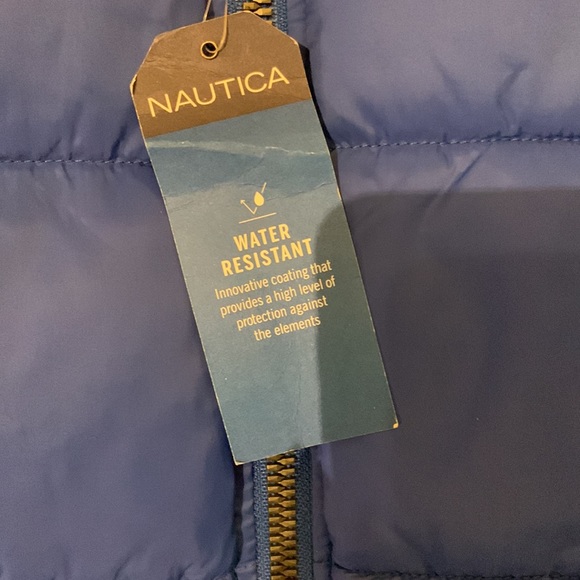 NAUTICA
WATER
RESISTANT
Innovative coating that
provides a high level of
protection against
the elements